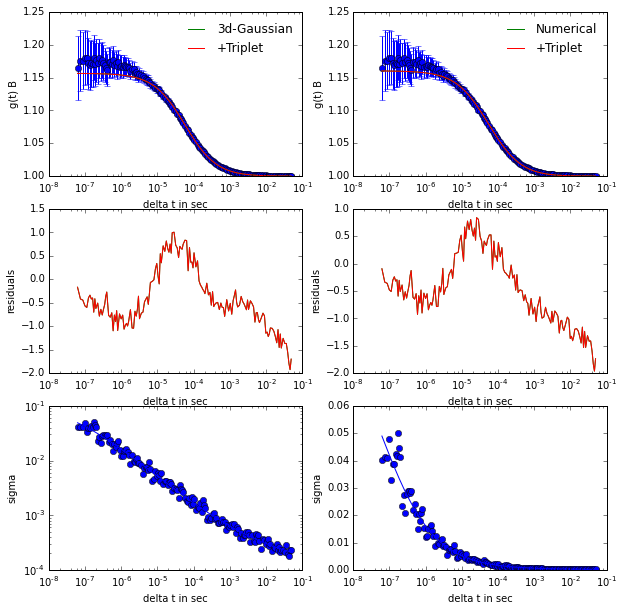 1.25
1.20
1.15
1.10
1.05
1.00
g(t) B
3d-Gaussian
+Triplet
10⁻⁸ 10⁻⁷ 10⁻⁶ 10⁻⁵ 10⁻⁴ 10⁻³ 10⁻² 10⁻¹
delta t in sec
1.25
1.20
1.15
1.10
1.05
1.00
g(t) B
Numerical
+Triplet
10⁻⁸ 10⁻⁷ 10⁻⁶ 10⁻⁵ 10⁻⁴ 10⁻³ 10⁻² 10⁻¹
delta t in sec
1.5
1.0
0.5
0.0
−0.5
−1.0
−1.5
−2.0
residuals
10⁻⁸ 10⁻⁷ 10⁻⁶ 10⁻⁵ 10⁻⁴ 10⁻³ 10⁻² 10⁻¹
delta t in sec
1.0
0.5
0.0
−0.5
−1.0
−1.5
−2.0
residuals
10⁻⁸ 10⁻⁷ 10⁻⁶ 10⁻⁵ 10⁻⁴ 10⁻³ 10⁻² 10⁻¹
delta t in sec
10⁻¹
10⁻²
10⁻³
10⁻⁴
sigma
10⁻⁸ 10⁻⁷ 10⁻⁶ 10⁻⁵ 10⁻⁴ 10⁻³ 10⁻² 10⁻¹
delta t in sec
0.06
0.05
0.04
0.03
0.02
0.01
0.00
sigma
10⁻⁸ 10⁻⁷ 10⁻⁶ 10⁻⁵ 10⁻⁴ 10⁻³ 10⁻² 10⁻¹
delta t in sec